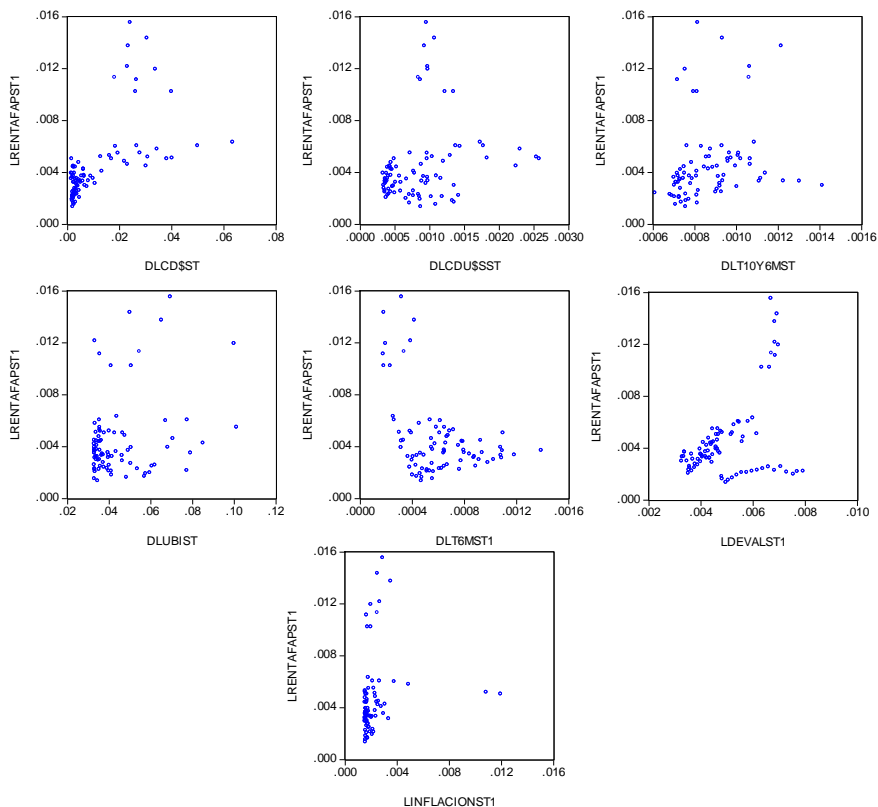 .016
.012
.008
.004
.000
LRENTAFAPST1
.00 .02 .04 .06 .08
DLCD$ST
.016
.012
.008
.004
.000
LRENTAFAPST1
.0000 .0005 .0010 .0015 .0020 .0025 .0030
DLCDU$SST
.016
.012
.008
.004
.000
LRENTAFAPST1
.0006 .0008 .0010 .0012 .0014 .0016
DLT10Y6MST
.016
.012
.008
.004
.000
LRENTAFAPST1
.02 .04 .06 .08 .10 .12
DLUBIST
.016
.012
.008
.004
.000
LRENTAFAPST1
.0000 .0004 .0008 .0012 .0016
DLT6MST1
.016
.012
.008
.004
.000
LRENTAFAPST1
.002 .004 .006 .008 .010
LDEVALST1
.016
.012
.008
.004
.000
LRENTAFAPST1
.000 .004 .008 .012 .016
LINFLACIONST1